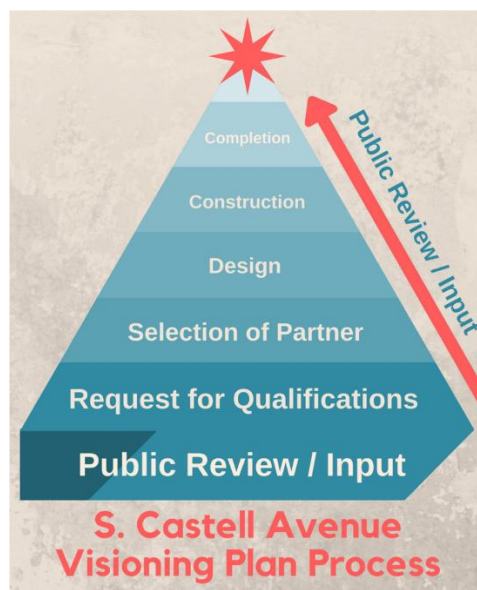 Completion
Public Review / Input
Construction
Design
Selection of Partner
Request for Qualifications
Public Review / Input
S. Castell Avenue
Visioning Plan Process